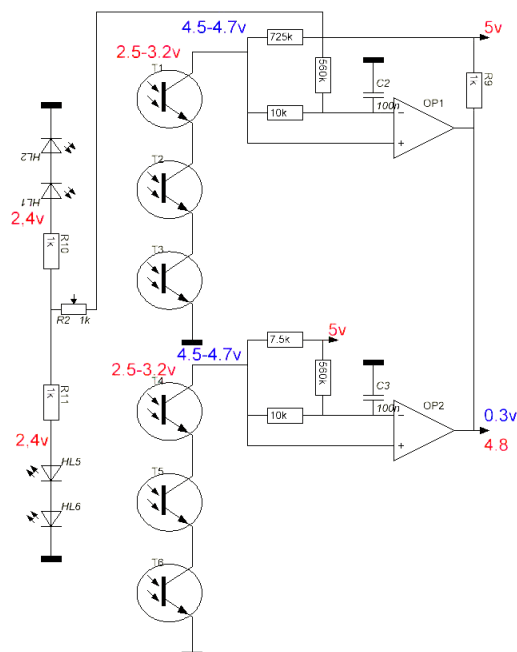 4.5-4.7v
725k
5v
2.5-3.2v
T1
560k
C2
100n
R9
1k
10k
OP1
HL2
HL1
T2
2,4v
R10
1k
T3
R2 1k
4.5-4.7v
7.5k
5v
2.5-3.2v
T4
560k
C3
100n
R11
1k
10k
OP2
0.3v
4.8
2,4v
HL5
T5
HL6
T6